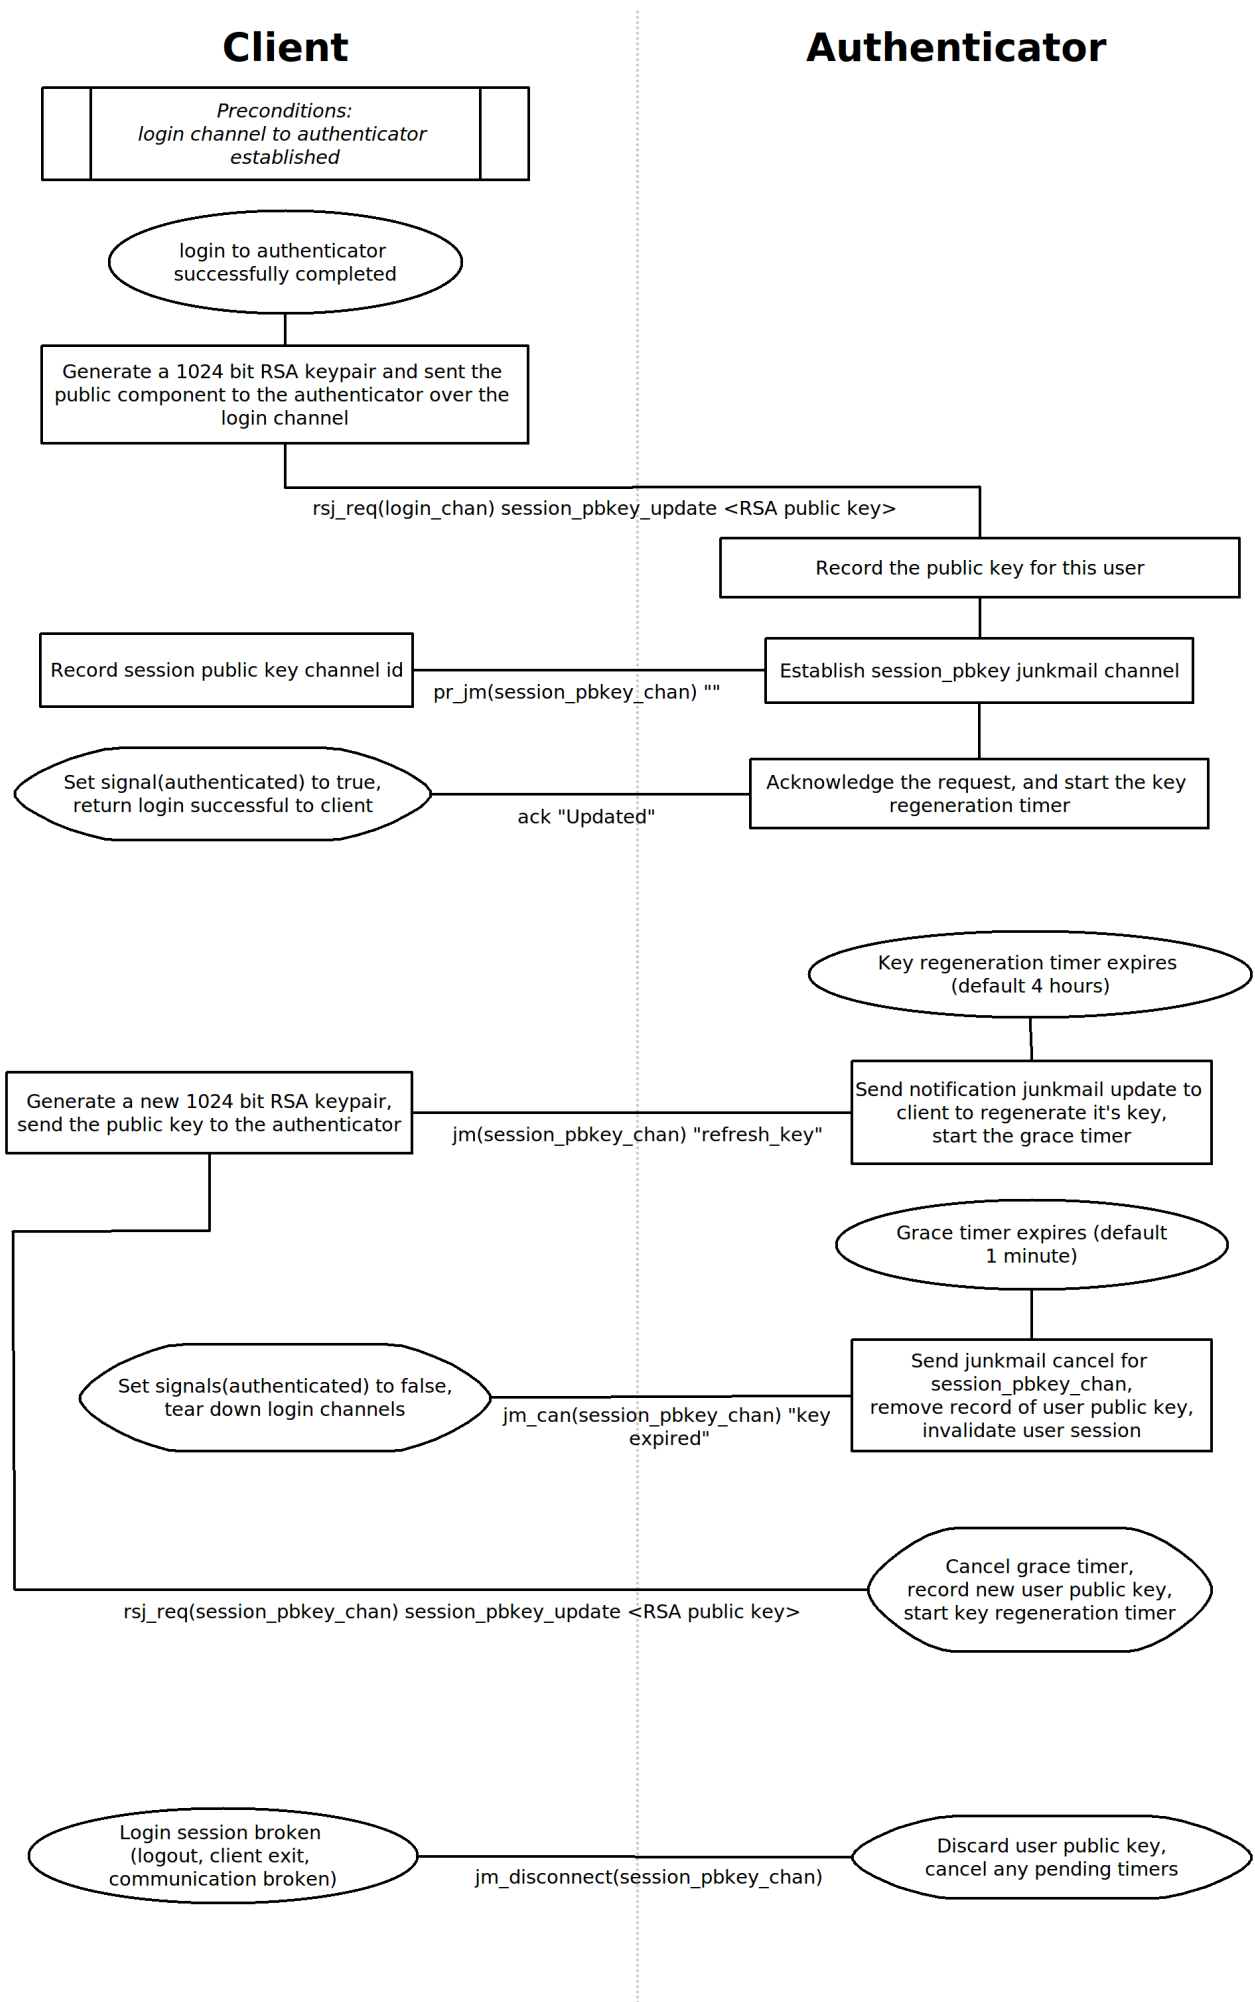 Client
Authenticator
Preconditions:
login channel to authenticator
established
login to authenticator
successfully completed
Generate a 1024 bit RSA keypair and sent the
public component to the authenticator over the
login channel
rsj_req(login_chan) session_pbkey_update <RSA public key>
Record the public key for this user
Record session public key channel id
Establish session_pbkey junkmail channel
pr_jm(session_pbkey_chan) ""
Set signal(authenticated) to true,
return login successful to client
Acknowledge the request, and start the key
regeneration timer
ack "Updated"
Key regeneration timer expires
(default 4 hours)
Generate a new 1024 bit RSA keypair,
send the public key to the authenticator
Send notification junkmail update to
client to regenerate it's key,
start the grace timer
jm(session_pbkey_chan) "refresh_key"
Grace timer expires (default
1 minute)
Set signals(authenticated) to false,
tear down login channels
Send junkmail cancel for
session_pbkey_chan,
remove record of user public key,
invalidate user session
jm_can(session_pbkey_chan) "key
expired"
Cancel grace timer,
record new user public key,
start key regeneration timer
rsj_req(session_pbkey_chan) session_pbkey_update <RSA public key>
Login session broken
(logout, client exit,
communication broken)
Discard user public key,
cancel any pending timers
jm_disconnect(session_pbkey_chan)